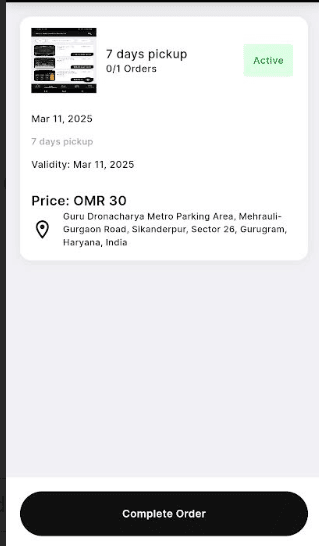 7 days pickup
0/1 Orders
Active
Mar 11, 2025
7 days pickup
Validity: Mar 11, 2025
Price: OMR 30
Guru Dronacharya Metro Parking Area, Mehrauli-
Gurgaon Road, Sikanderpur, Sector 26, Gurugram,
Haryana, India
Complete Order